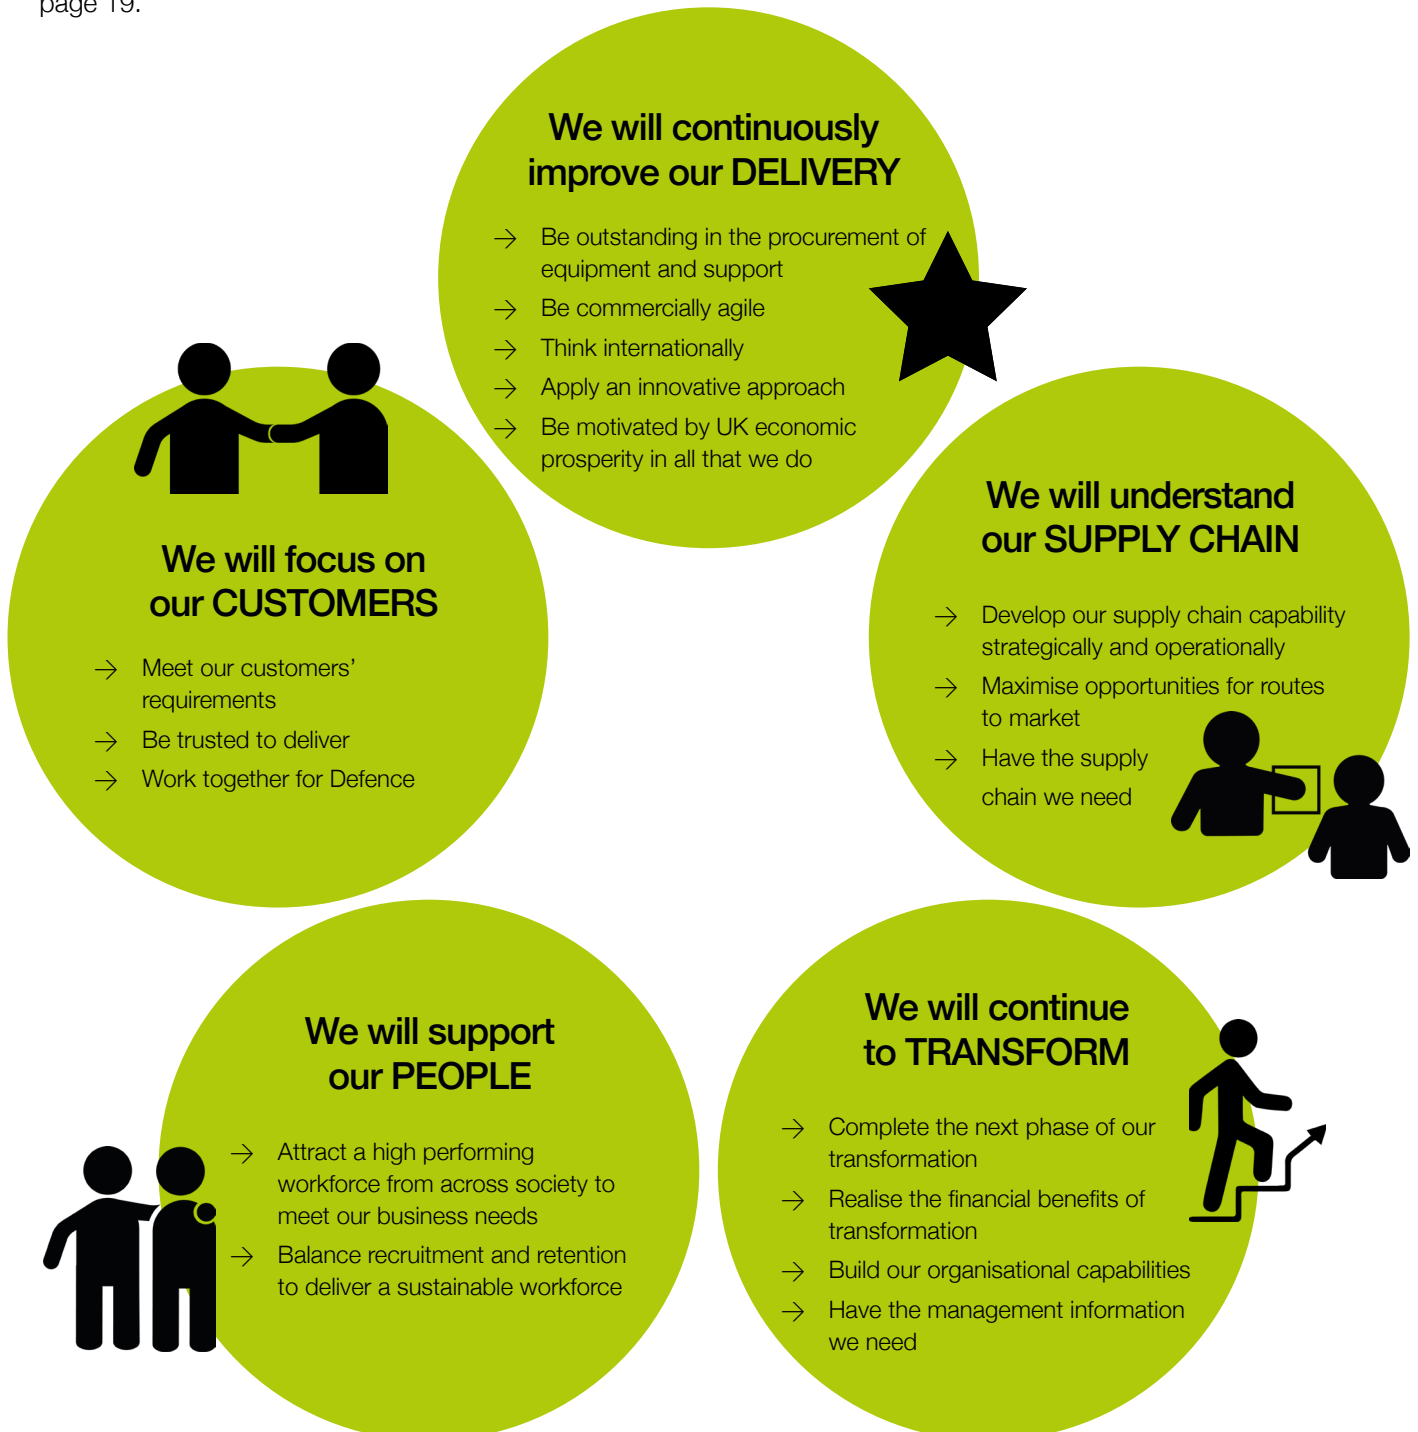 page 19.
We will continuously
improve our DELIVERY
→ Be outstanding in the procurement of
equipment and support
→ Be commercially agile
→ Think internationally
→ Apply an innovative approach
→ Be motivated by UK economic
prosperity in all that we do
We will focus on
our CUSTOMERS
→ Meet our customers’
requirements
→ Be trusted to deliver
→ Work together for Defence
We will understand
our SUPPLY CHAIN
→ Develop our supply chain capability
strategically and operationally
→ Maximise opportunities for routes
to market
→ Have the supply
chain we need
We will support
our PEOPLE
→ Attract a high performing
workforce from across society to
meet our business needs
→ Balance recruitment and retention
to deliver a sustainable workforce
We will continue
to TRANSFORM
→ Complete the next phase of our
transformation
→ Realise the financial benefits of
transformation
→ Build our organisational capabilities
→ Have the management information
we need